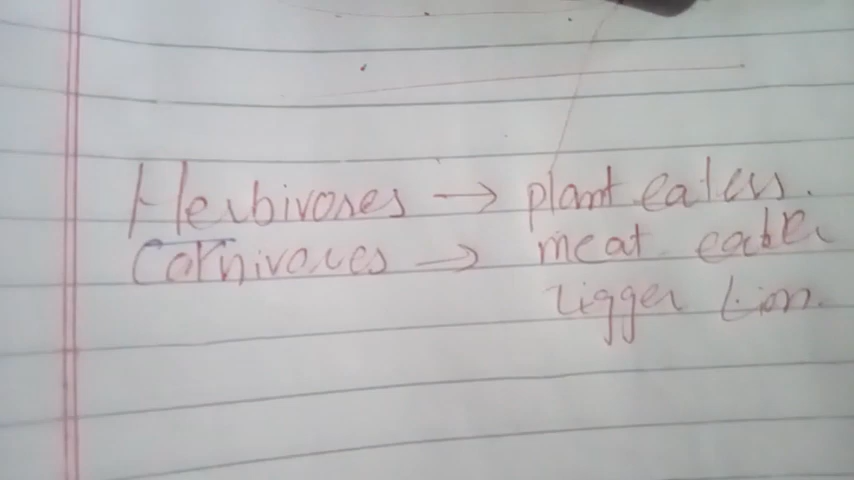 Herbivores → plant eaters.
Carnivores → meat eater
tigger Lion.